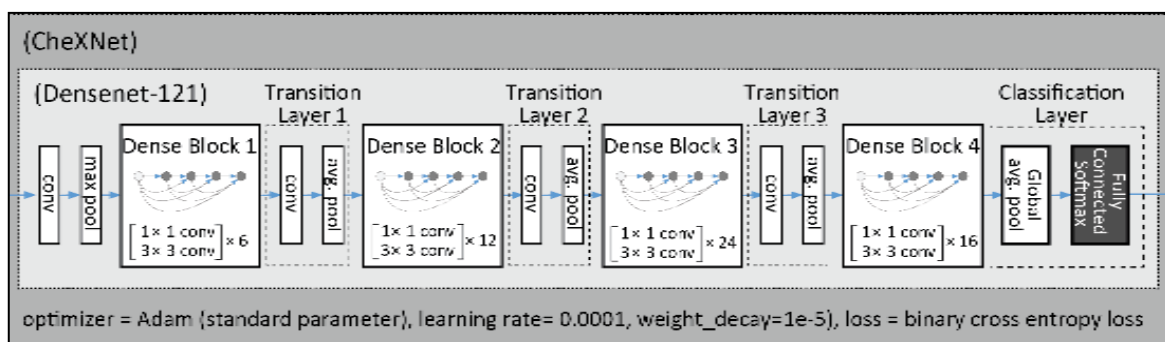 (CheXNet)
(Densenet-121)
Transition
Layer 1
Transition
Layer 2
Transition
Layer 3
Classification
Layer
conv
max pool
Dense Block 1
[1× 1 conv
3× 3 conv] × 6
conv
avg. pool
Dense Block 2
[1× 1 conv
3× 3 conv] × 12
conv
avg. pool
Dense Block 3
[1× 1 conv
3× 3 conv] × 24
conv
avg. pool
Dense Block 4
[1× 1 conv
3× 3 conv] × 16
Global
avg. pool
Fully
Connected
Softmax
optimizer = Adam (standard parameter), learning rate= 0.0001, weight_decay=1e-5), loss = binary cross entropy loss